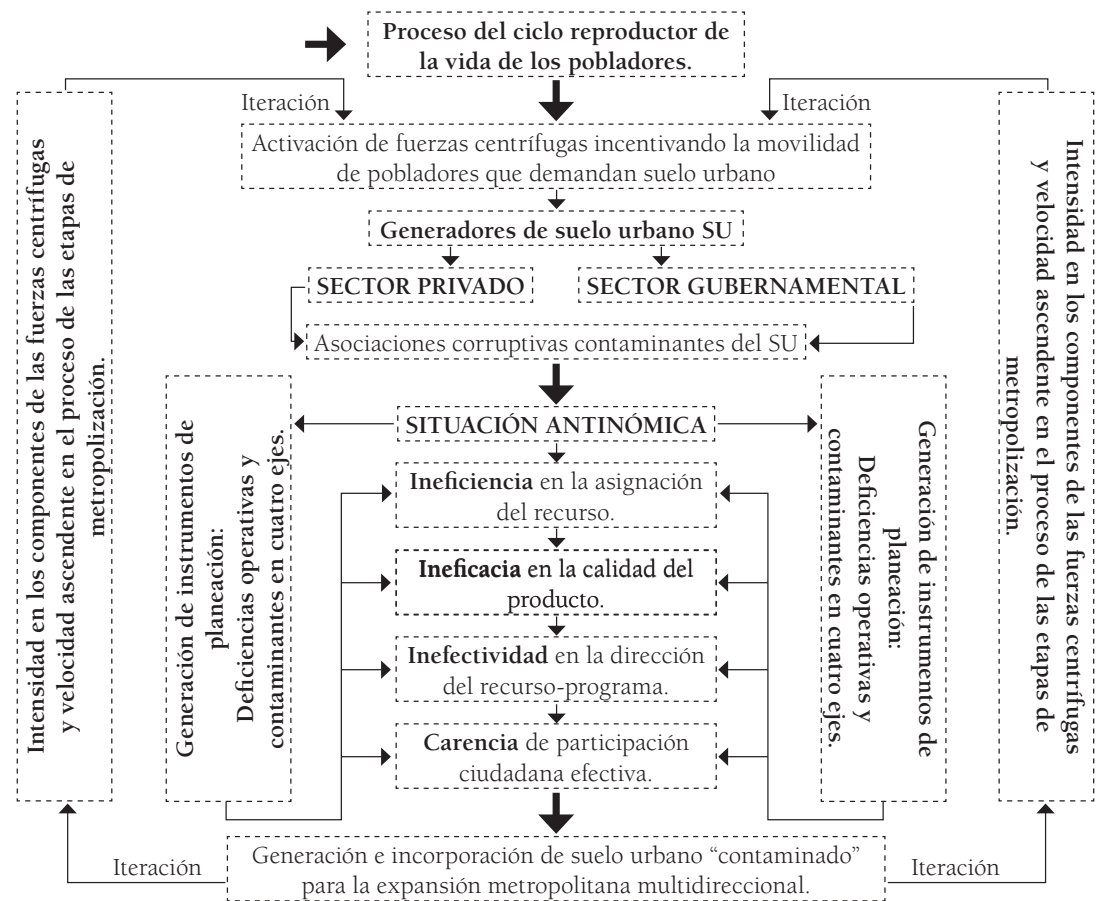 Proceso del ciclo reproductor de
la vida de los pobladores.
Iteración
Iteración
Activación de fuerzas centrífugas incentivando la movilidad
de pobladores que demandan suelo urbano
Generadores de suelo urbano SU
SECTOR PRIVADO
SECTOR GUBERNAMENTAL
Asociaciones corruptivas contaminantes del SU
SITUACIÓN ANTINÓMICA
Ineficiencia en la asignación
del recurso.
Ineficacia en la calidad del
producto.
Inefectividad en la dirección
del recurso-programa.
Carencia de participación
ciudadana efectiva.
Generación de instrumentos de
planeación:
Deficiencias operativas y
contaminantes en cuatro ejes.
Generación de instrumentos de
planeación:
Deficiencias operativas y
contaminantes en cuatro ejes.
Intensidad en los componentes de las fuerzas centrífugas
y velocidad ascendente en el proceso de las etapas de
metropolización.
Intensidad en los componentes de las fuerzas centrífugas
y velocidad ascendente en el proceso de las etapas de
metropolización.
Iteración
Generación e incorporación de suelo urbano “contaminado”
para la expansión metropolitana multidireccional.
Iteración